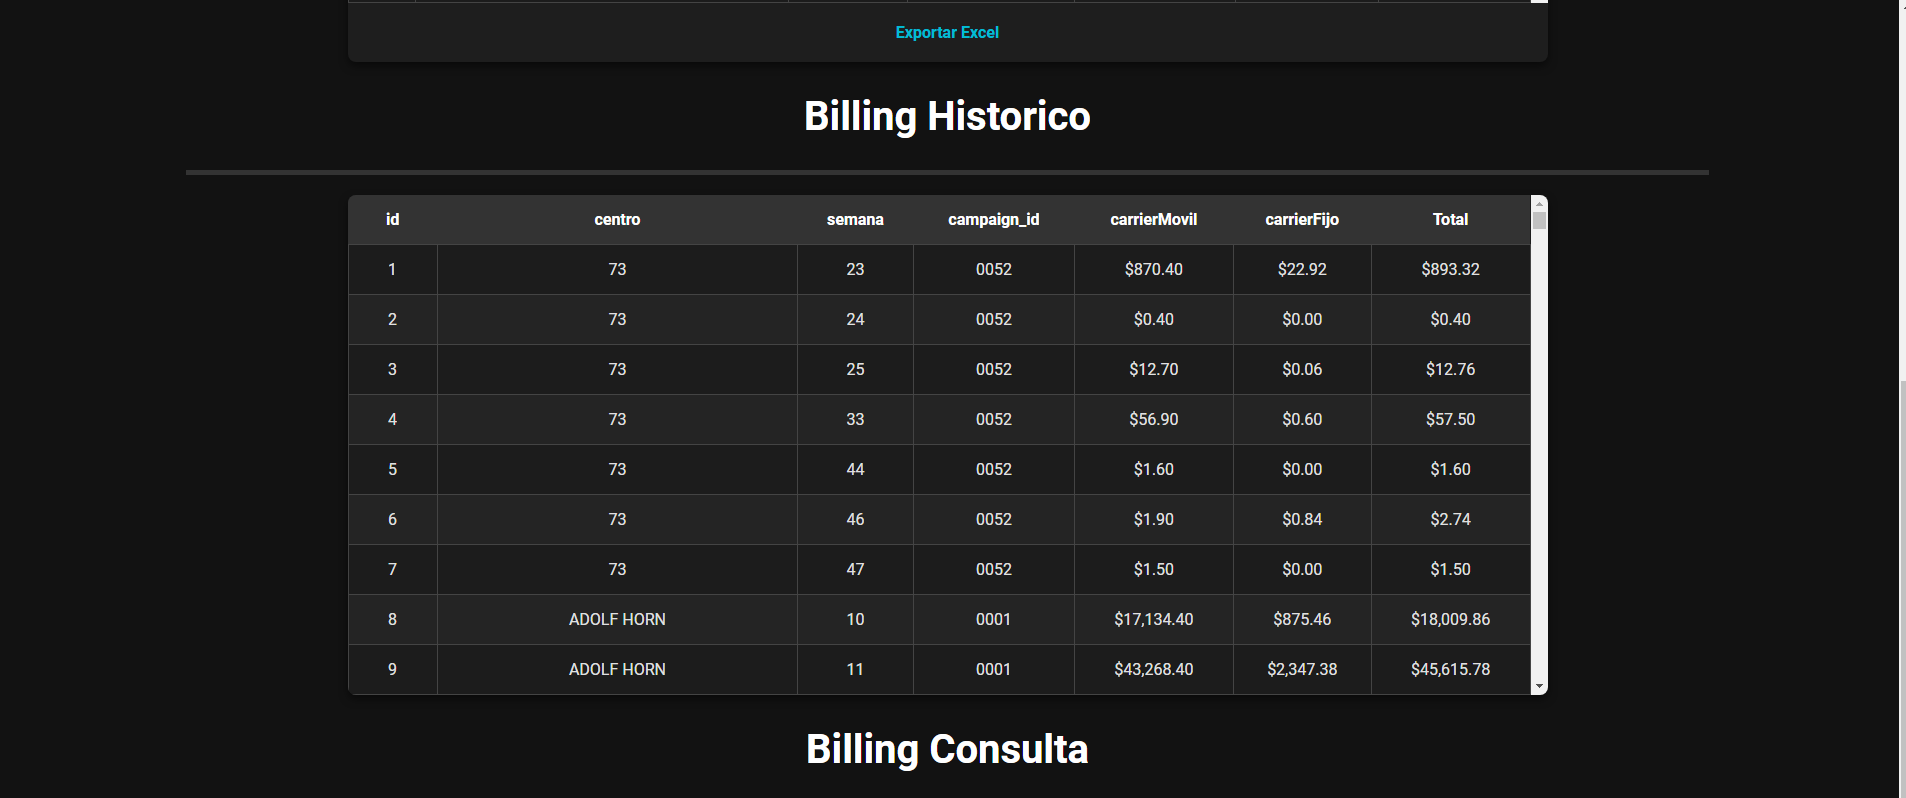 Exportar Excel
Billing Historico
id centro semana campaign_id carrierMovil carrierFijo Total
1 73 23 0052 $870.40 $22.92 $893.32
2 73 24 0052 $0.40 $0.00 $0.40
3 73 25 0052 $12.70 $0.06 $12.76
4 73 33 0052 $56.90 $0.60 $57.50
5 73 44 0052 $1.60 $0.00 $1.60
6 73 46 0052 $1.90 $0.84 $2.74
7 73 47 0052 $1.50 $0.00 $1.50
8 ADOLF HORN 10 0001 $17,134.40 $875.46 $18,009.86
9 ADOLF HORN 11 0001 $43,268.40 $2,347.38 $45,615.78
Billing Consulta